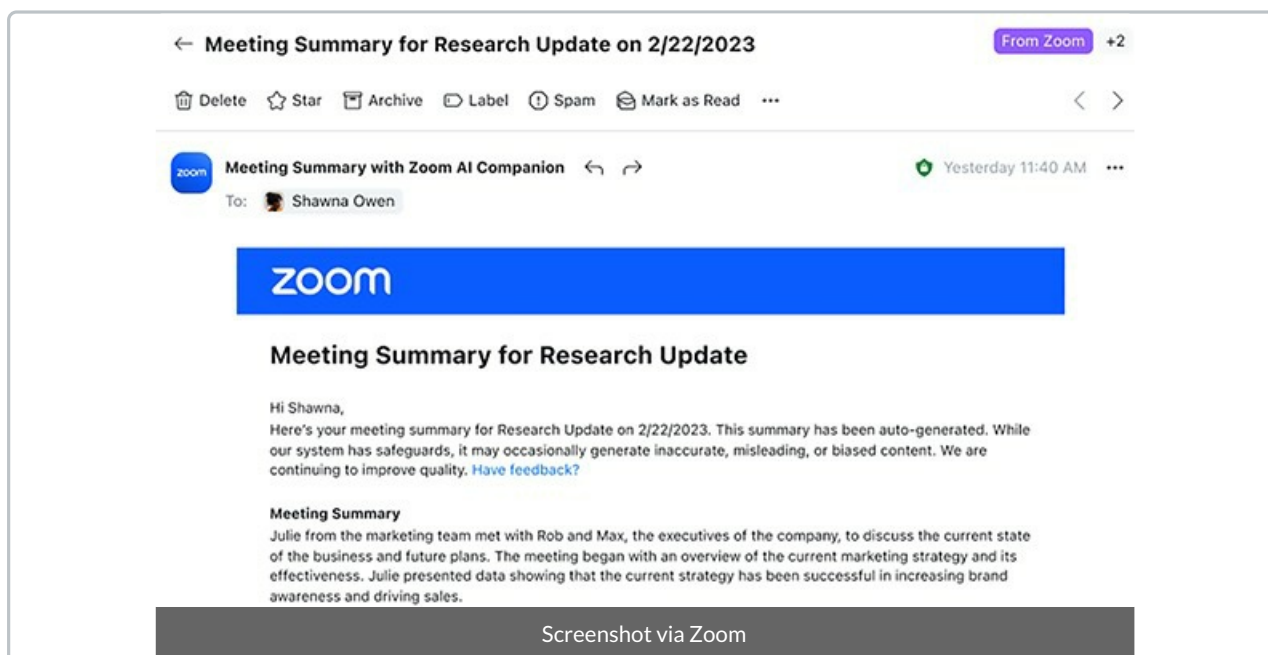 Meeting Summary for Research Update on 2/22/2023 From Zoom +2
Delete Star Archive Label Spam Mark as Read
zoom Meeting Summary with Zoom AI Companion Yesterday 11:40 AM
To: Shawna Owen
zoom
Meeting Summary for Research Update
Hi Shawna,
Here's your meeting summary for Research Update on 2/22/2023. This summary has been auto-generated. While
our system has safeguards, it may occasionally generate inaccurate, misleading, or biased content. We are
continuing to improve quality. Have feedback?
Meeting Summary
Julie from the marketing team met with Rob and Max, the executives of the company, to discuss the current state
of the business and future plans. The meeting began with an overview of the current marketing strategy and its
effectiveness. Julie presented data showing that the current strategy has been successful in increasing brand
awareness and driving sales.
Screenshot via Zoom